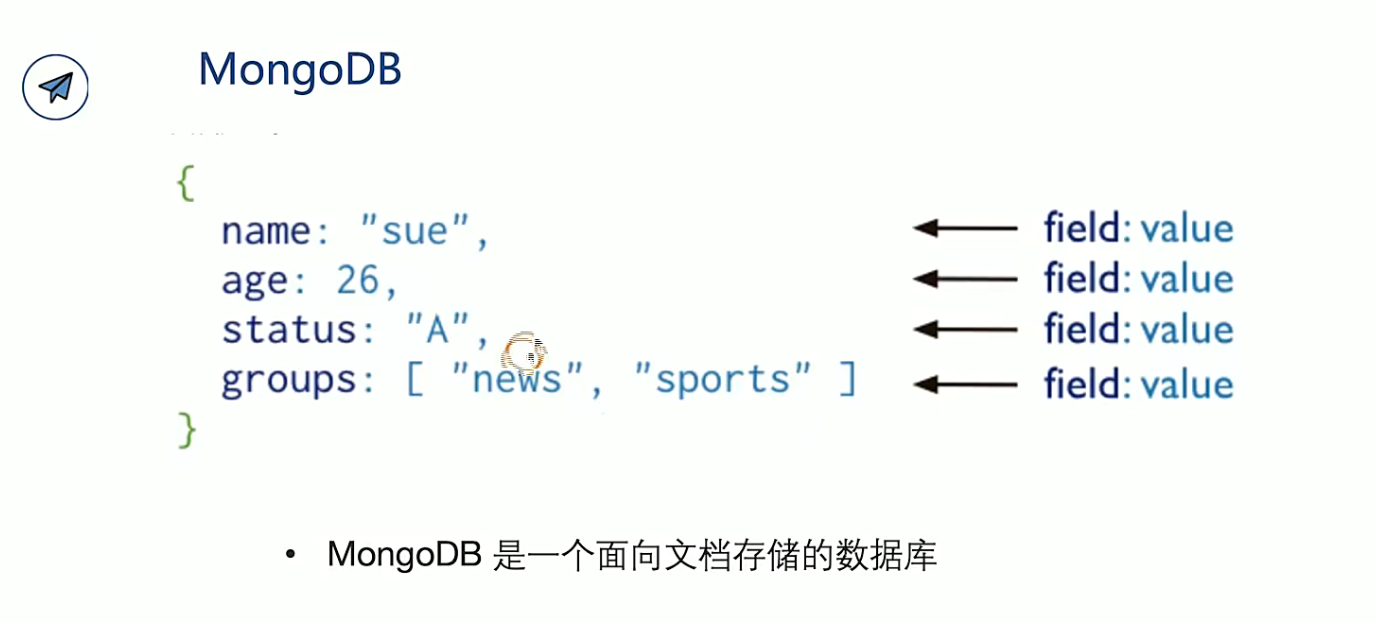 MongoDB
{
name: "sue", field: value
age: 26, field: value
status: "A", field: value
groups: [ "news", "sports" ] field: value
}
• MongoDB 是一个面向文档存储的数据库